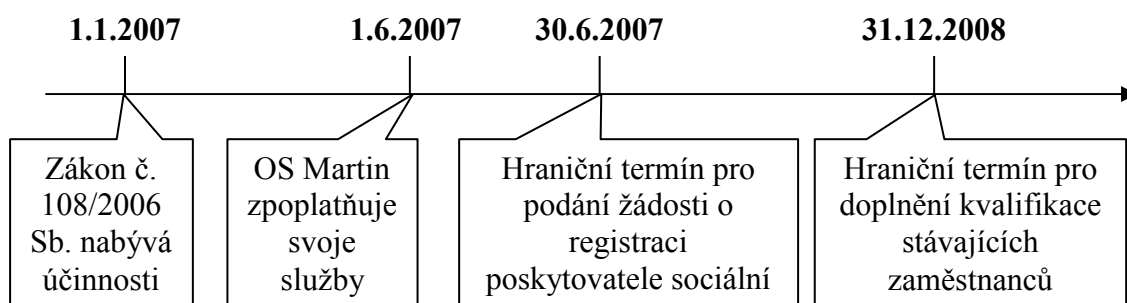 1.1.2007 1.6.2007 30.6.2007 31.12.2008
Zákon č.
108/2006
Sb. nabývá
účinnosti
OS Martin
zpoplatňuje
svoje
služby
Hraniční termín pro
podání žádosti o
registraci
poskytovatele sociální
Hraniční termín pro
doplnění kvalifikace
stávajících
zaměstnanců